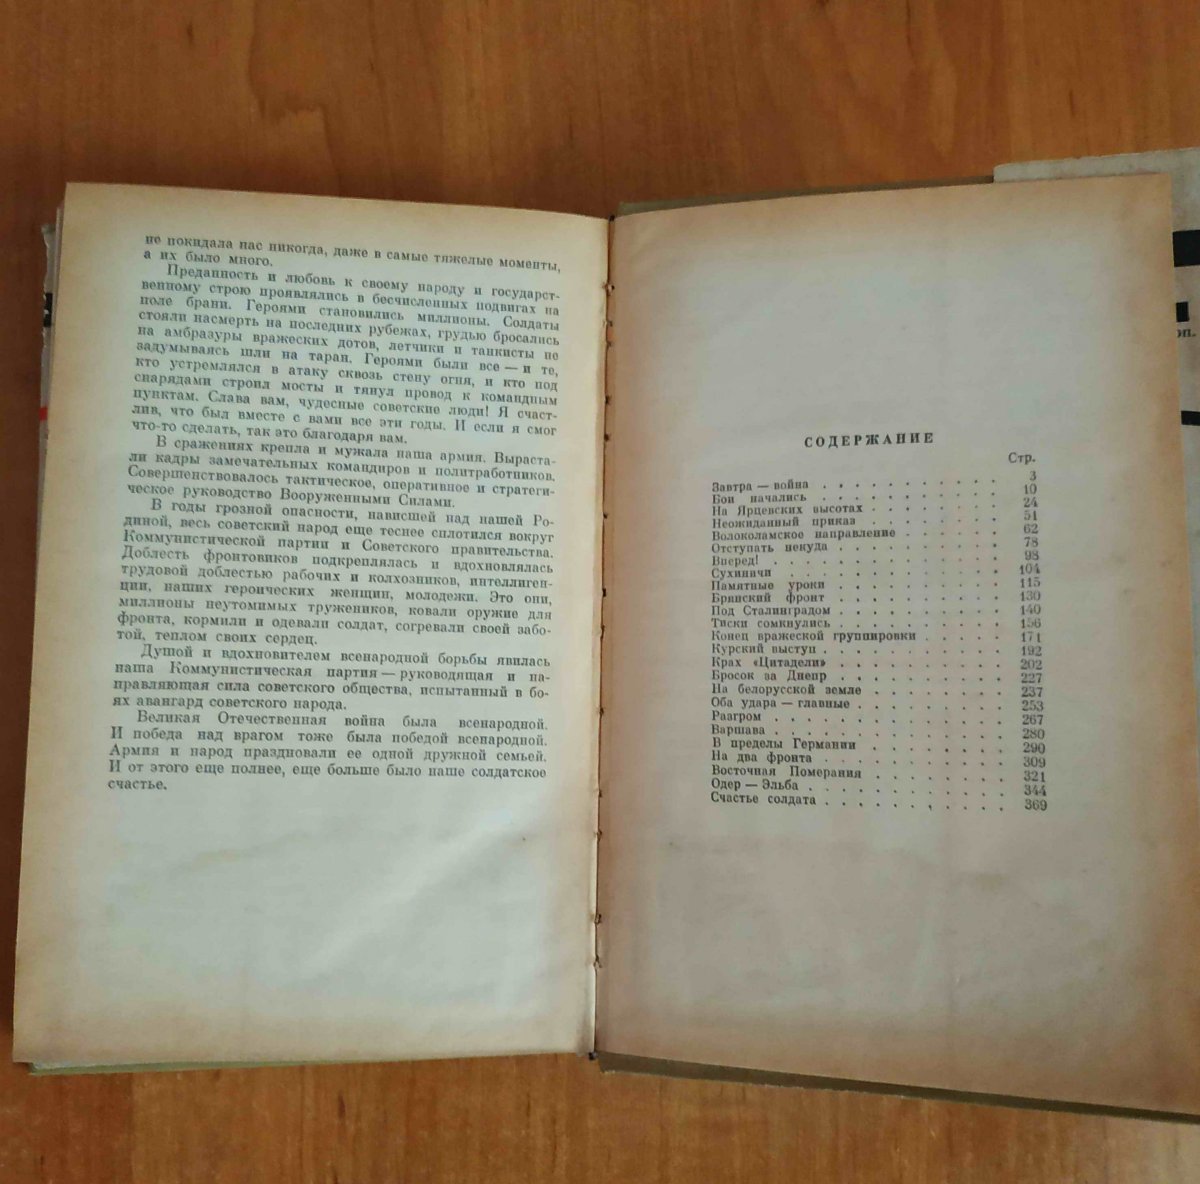 не покидала нас никогда, даже в самые тяжелые моменты,
а их было много.
Преданность и любовь к своему народу и государст-
венному строю проявлялись в бесчисленных подвигах на
поле брани. Героями становились миллионы. Солдаты
стояли насмерть на последних рубежах, грудью бросались
на амбразуры вражеских дотов, летчики и танкисты не
задумываясь шли на таран. Героями были все — и те,
кто устремлялся в атаку сквозь стену огня, и кто под
снарядами строил мосты и тянул провод к командным
пунктам. Слава вам, чудесные советские люди! Я счаст-
лив, что был вместе с вами все эти годы. И если я смог
что-то сделать, так это благодаря вам.
В сражениях крепла и мужала наша армия. Выраста-
ли кадры замечательных командиров и политработников.
Совершенствовалось тактическое, оперативное и стратеги-
ческое руководство Вооруженными Силами.
В годы грозной опасности, нависшей над нашей Ро-
диной, весь советский народ еще теснее сплотился вокруг
Коммунистической партии и Советского правительства.
Доблесть фронтовиков подкреплялась и вдохновлялась
трудовой доблестью рабочих и колхозников, интеллиген-
ции, наших героических женщин, молодежи. Это они,
миллионы неутомимых тружеников, ковали оружие для
фронта, кормили и одевали солдат, согревали своей забо-
той, теплом своих сердец.
Душой и вдохновителем всенародной борьбы явилась
наша Коммунистическая партия — руководящая и на-
правляющая сила советского общества, испытанный в бо-
ях авангард советского народа.
Великая Отечественная война была всенародной.
И победа над врагом тоже была победой всенародной.
Армия и народ праздновали ее одной дружной семьей.
И от этого еще полнее, еще больше было наше солдатское
счастье.
СОДЕРЖАНИЕ
Стр.
Завтра — война . . . . . . . . . . 3
Бои начались . . . . . . . . . . 10
На Ярцевских высотах . . . . . . . . 24
Неожиданный приказ . . . . . . . . 51
Волоколамское направление . . . . . . 62
Отступать некуда . . . . . . . . . 78
Вперед! . . . . . . . . . . . . 93
Сухиничи . . . . . . . . . . . 104
Памятные уроки . . . . . . . . . 115
Брянский фронт . . . . . . . . . 130
Под Сталинградом . . . . . . . . . 140
Тиски сомкнулись . . . . . . . . . 156
Конец вражеской группировки . . . . . 171
Курский выступ . . . . . . . . . . 192
Крах «Цитадели» . . . . . . . . . 202
Бросок за Днепр . . . . . . . . . 227
На белорусской земле . . . . . . . . 237
Оба удара — главные . . . . . . . . 253
Разгром . . . . . . . . . . . . 267
Варшава . . . . . . . . . . . . 280
В пределы Германии . . . . . . . . 290
На два фронта . . . . . . . . . . 309
Восточная Померания . . . . . . . . 321
Одер — Эльба . . . . . . . . . . 344
Счастье солдата . . . . . . . . . . 369
оп.